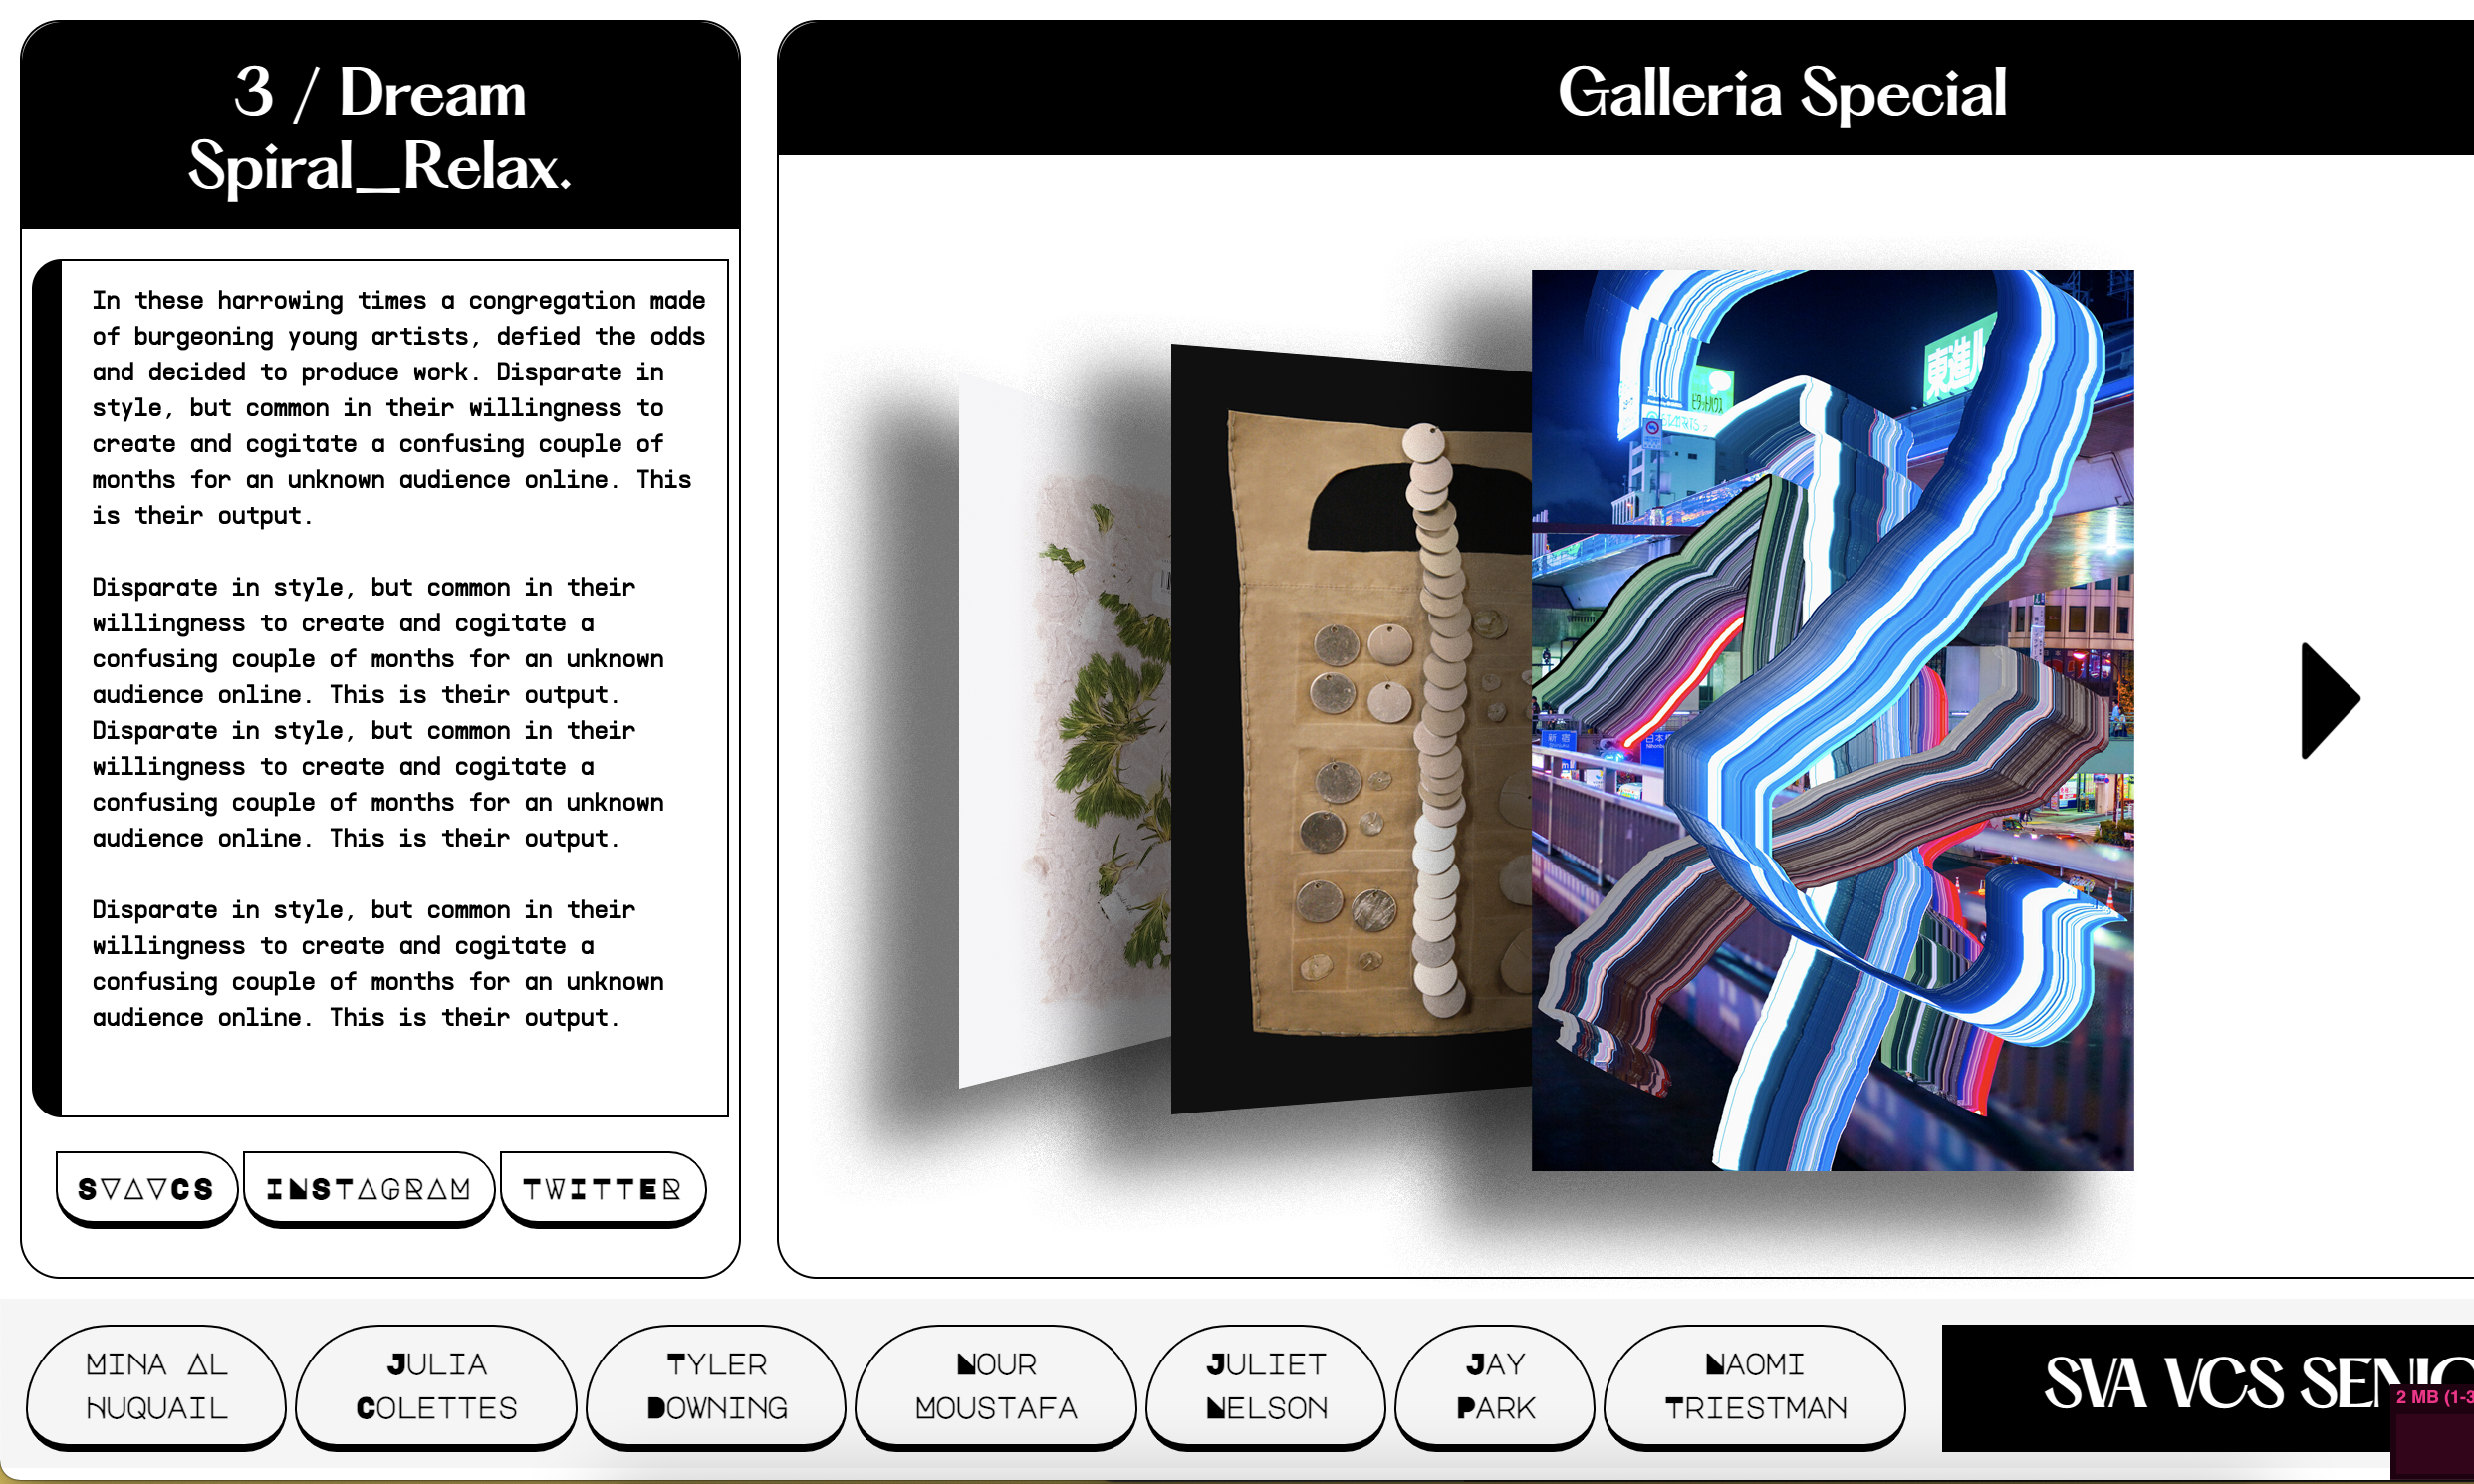 3 / Dream
Spiral_Relax.
In these harrowing times a congregation made
of burgeoning young artists, defied the odds
and decided to produce work. Disparate in
style, but common in their willingness to
create and cogitate a confusing couple of
months for an unknown audience online. This
is their output.
Disparate in style, but common in their
willingness to create and cogitate a
confusing couple of months for an unknown
audience online. This is their output.
Disparate in style, but common in their
willingness to create and cogitate a
confusing couple of months for an unknown
audience online. This is their output.
Disparate in style, but common in their
willingness to create and cogitate a
confusing couple of months for an unknown
audience online. This is their output.
SVAVCS
INSTAGRAM
TWITTER
Galleria Special
東進
新宿
日本
MINA AL
HUQUAIL
JULIA
COLETTES
TYLER
DOWNING
NOUR
MOUSTAFA
JULIET
NELSON
JAY
PARK
NAOMI
TRIESTMAN
SVA VCS
2 MB